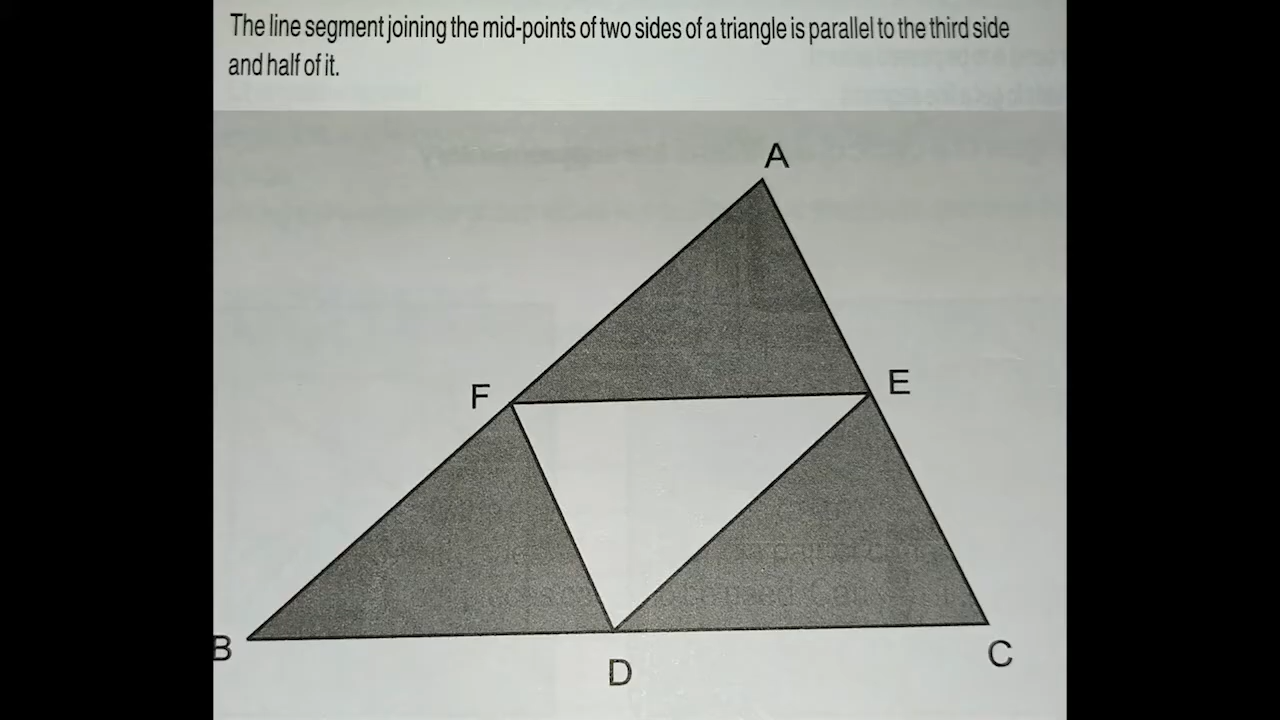 The line segment joining the mid-points of two sides of a triangle is parallel to the third side
and half of it.
A
F
E
B
D
C